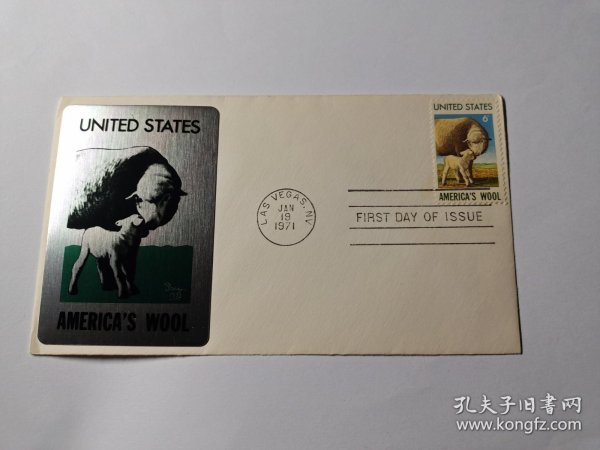 UNITED STATES
AMERICA'S WOOL
LAS VEGAS, NV
JAN
19
1971
FIRST DAY OF ISSUE
UNITED STATES
6
AMERICA'S WOOL
孔夫子旧书网
www.kongfz.com